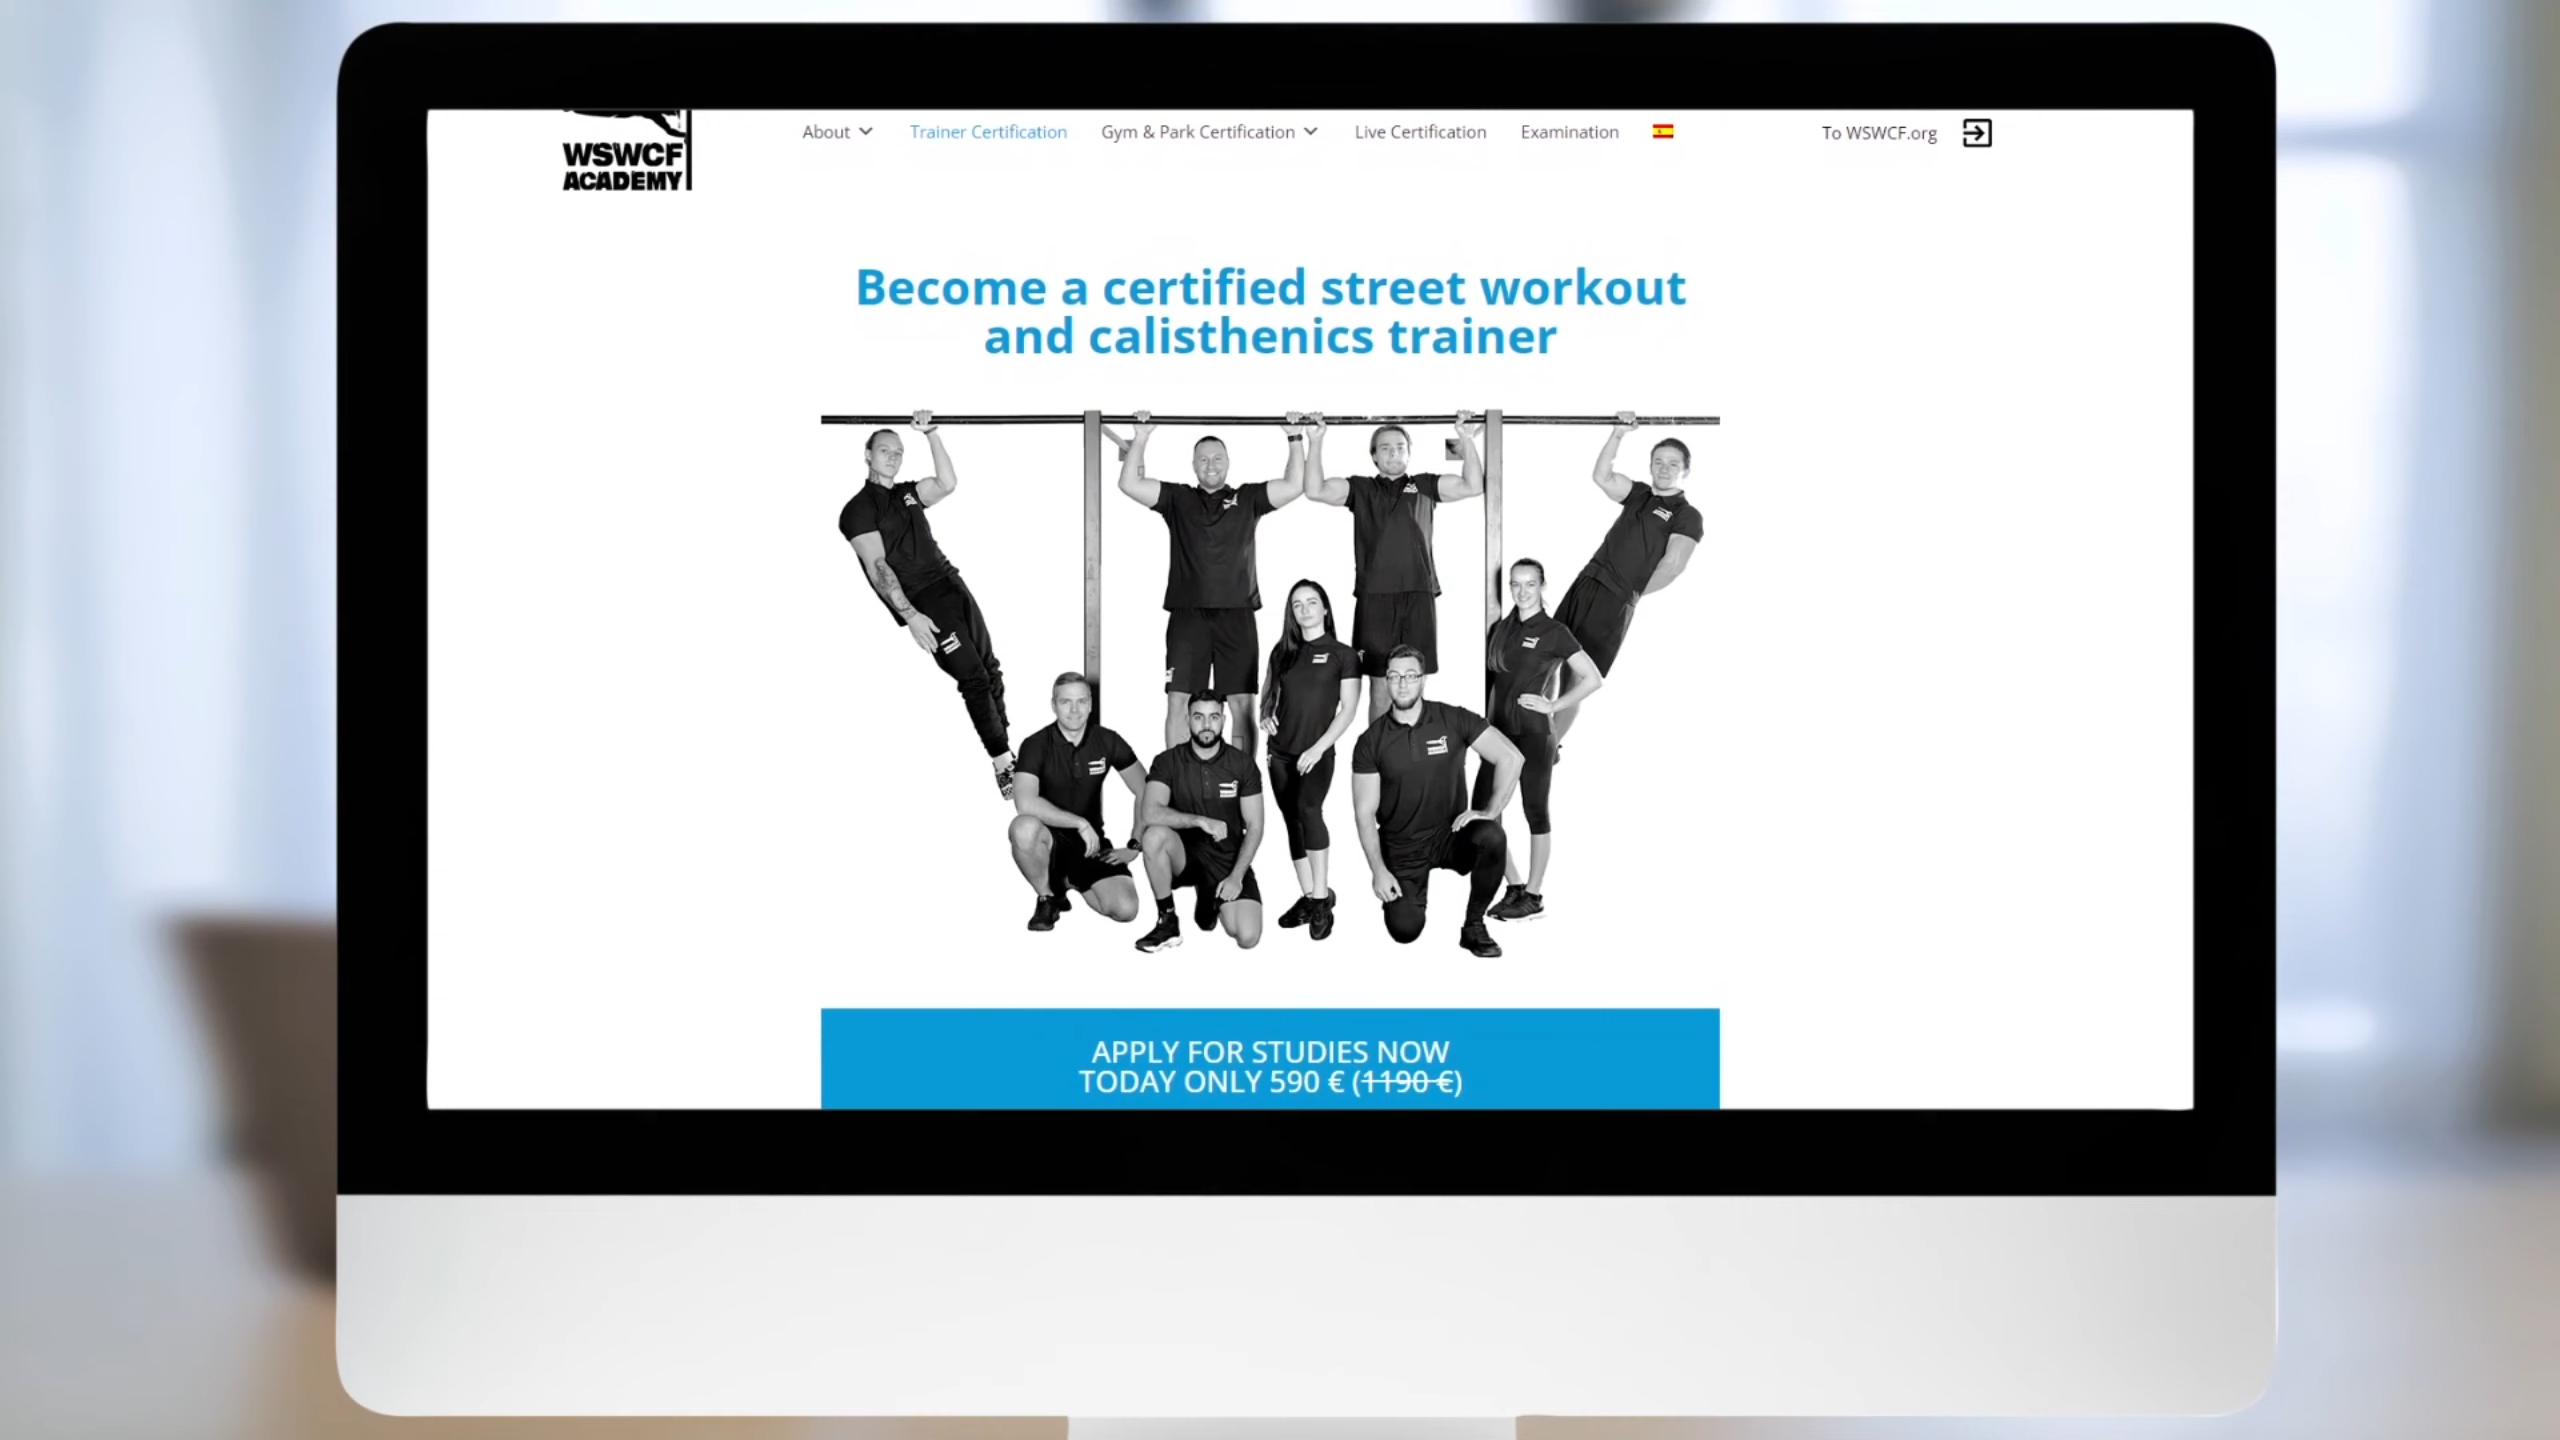 WSWCF
ACADEMY
About
Trainer Certification
Gym & Park Certification
Live Certification
Examination
To WSWCF.org
Become a certified street workout
and calisthenics trainer
APPLY FOR STUDIES NOW
TODAY ONLY 590 € (1190 €)